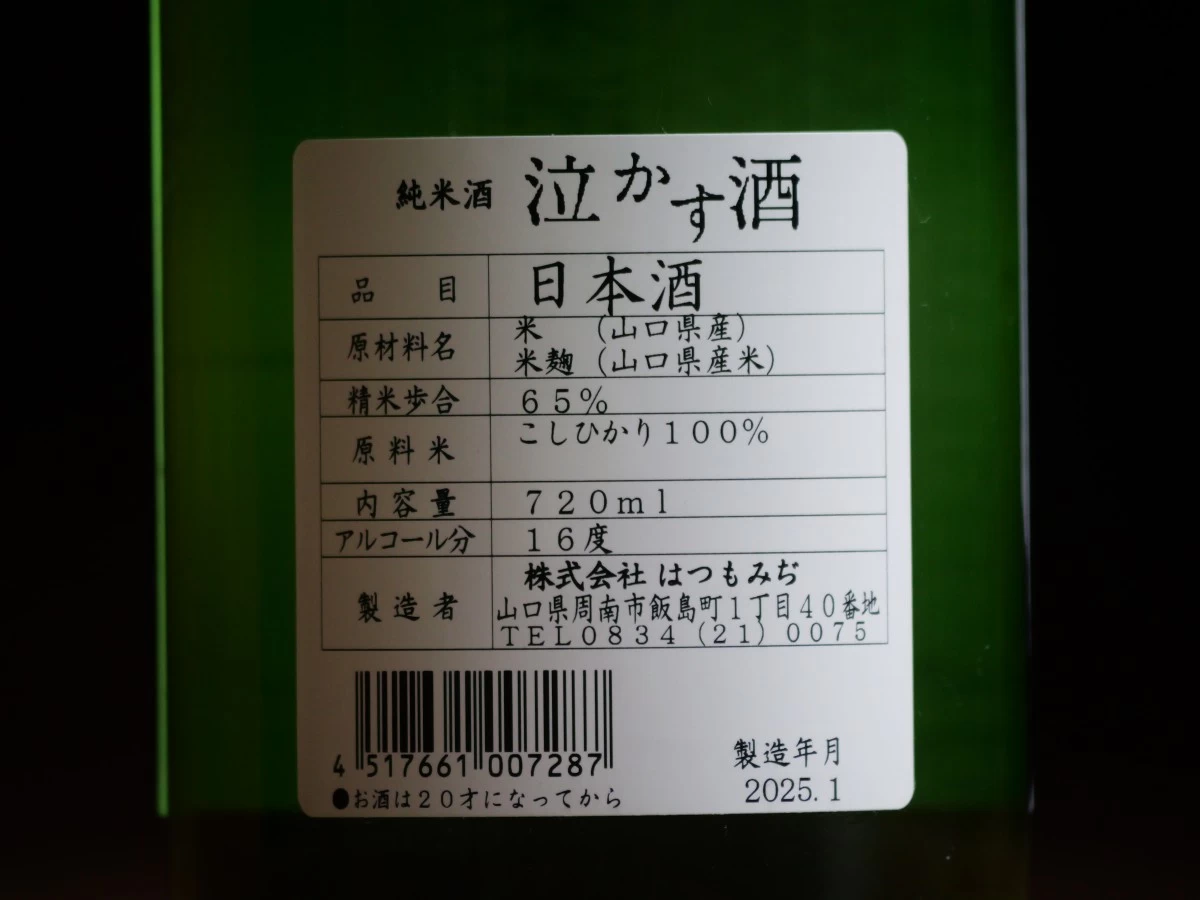 純米酒 泣かす酒
品目 日本酒
原材料名 米 (山口県産)
米麹 (山口県産米)
精米歩合 65%
原料米 こしひかり100%
内容量 720ml
アルコール分 16度
製造者 株式会社 はつもみぢ
山口県周南市飯島町1丁目40番地
TEL0834(21)0075
4 517661 007287
製造年月
2025.1
●お酒は20才になってから